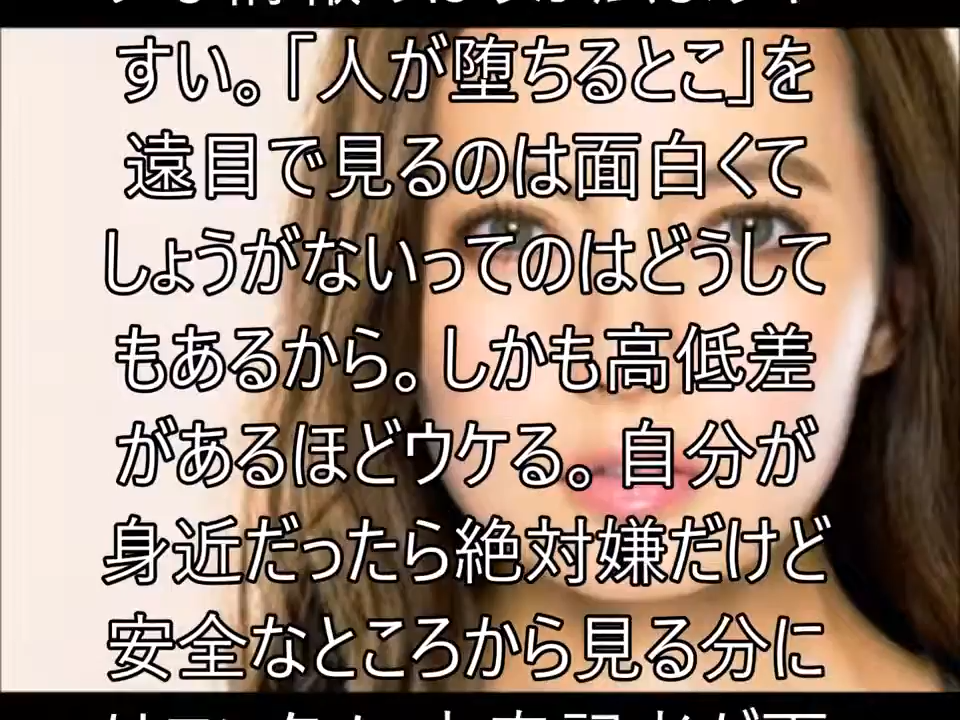 すい。「人が堕ちるとこ」を
遠目で見るのは面白くて
しょうがないってのはどうして
もあるから。しかも高低差
があるほどウケる。自分が
身近だったら絶対嫌だけど
安全なところから見る分に